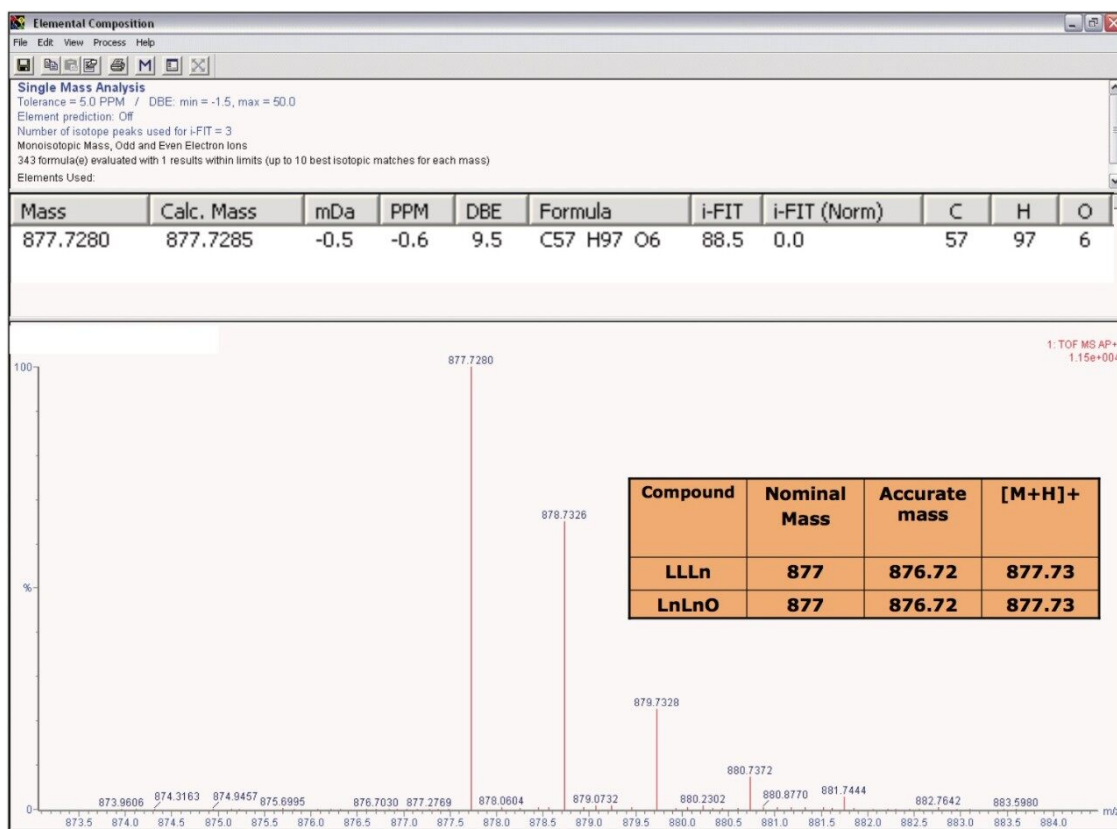 Elemental Composition
File Edit View Process Help
M
Single Mass Analysis
Tolerance = 5.0 PPM / DBE: min = -1.5, max = 50.0
Element prediction: Off
Number of isotope peaks used for i-FIT = 3
Monoisotopic Mass, Odd and Even Electron Ions
343 formula(e) evaluated with 1 results within limits (up to 10 best isotopic matches for each mass)
Elements Used:
Mass Calc. Mass mDa PPM DBE Formula i-FIT i-FIT (Norm) C H O
877.7280 877.7285 -0.5 -0.6 9.5 C57 H97 O6 88.5 0.0 57 97 6
1: TOF MS AP+
1.15e+004
100
877.7280
878.7326
Compound Nominal Mass Accurate mass [M+H]+
LLLn 877 876.72 877.73
LnLnO 877 876.72 877.73
%
879.7328
880.7372
881.7444
0
873.9606 874.3163 874.9457 875.6995 876.7030 877.2769 878.0604 879.0732 880.2302 880.8770 882.7642 883.5980
873.5 874.0 874.5 875.0 875.5 876.0 876.5 877.0 877.5 878.0 878.5 879.0 879.5 880.0 880.5 881.0 881.5 882.0 882.5 883.0 883.5 884.0